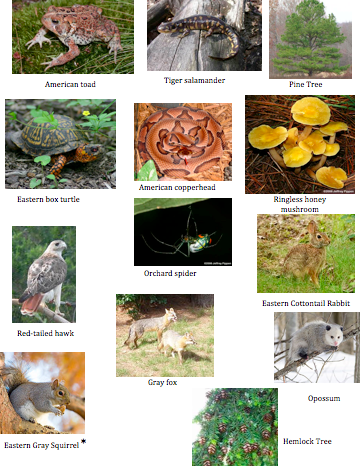 American toad
Tiger salamander
Pine Tree
Eastern box turtle
American copperhead
Ringless honey
mushroom
Orchard spider
Eastern Cottontail Rabbit
Red-tailed hawk
Gray fox
Opossum
Eastern Gray Squirrel *
Hemlock Tree